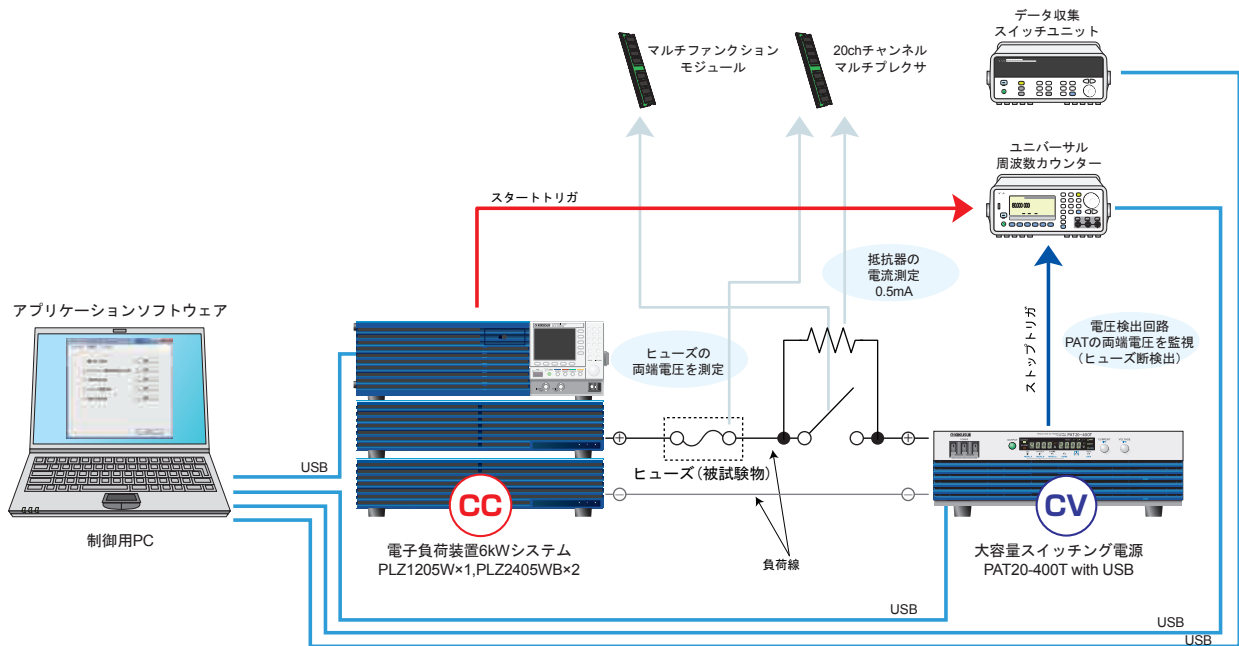 データ収集
スイッチユニット
マルチファンクション
モジュール
20chチャンネル
マルチプレクサ
ユニバーサル
周波数カウンター
スタートトリガ
抵抗器の
電流測定
0.5mA
アプリケーションソフトウェア
ストップトリガ
電圧検出回路
PATの両端電圧を監視
（ヒューズ断検出）
ヒューズの
両端電圧を測定
PAT20-400T
USB
ヒューズ（被試験物）
CC
CV
制御用PC
電子負荷装置6kWシステム
PLZ1205W×1,PLZ2405WB×2
負荷線
大容量スイッチング電源
PAT20-400T with USB
USB
USB
USB